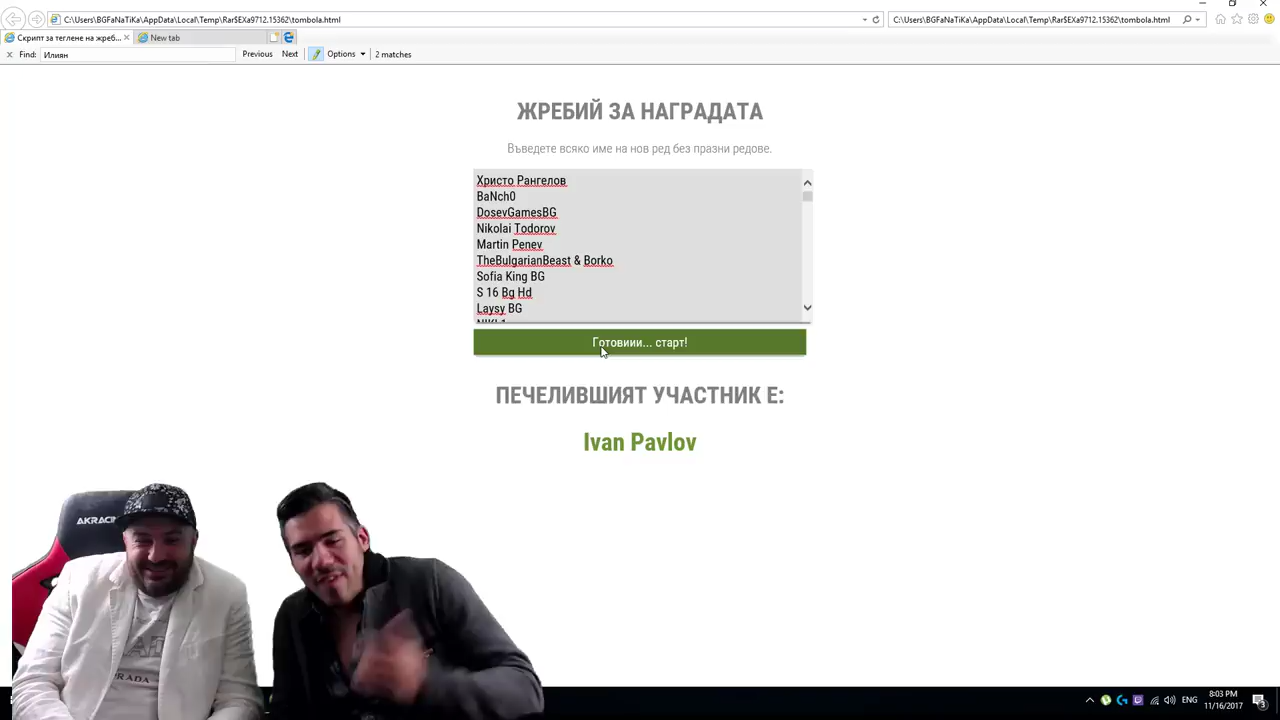 C:\Users\BGFaNaTiKa\AppData\Local\Temp\Rar$EXa9712.15362\tombola.html
C:\Users\BGFaNaTiKa\AppData\Local\Temp\Rar$EXa9712.15362\tombola.html
Скрипт за теглене на жреб...
New tab
Find: Илиян
Previous
Next
Options
2 matches
ЖРЕБИЙ ЗА НАГРАДАТА
Въведете всяко име на нов ред без празни редове.
Христо Рангелов
BaNch0
DosevGamesBG
Nikolai Todorov
Martin Penev
TheBulgarianBeast & Borko
Sofia King BG
S 16 Bg Hd
Laysy BG
Готовиии... старт!
ПЕЧЕЛИВШИЯТ УЧАСТНИК Е:
Ivan Pavlov
AKRACING
PRADA
ENG
8:03 PM
11/16/2017
3